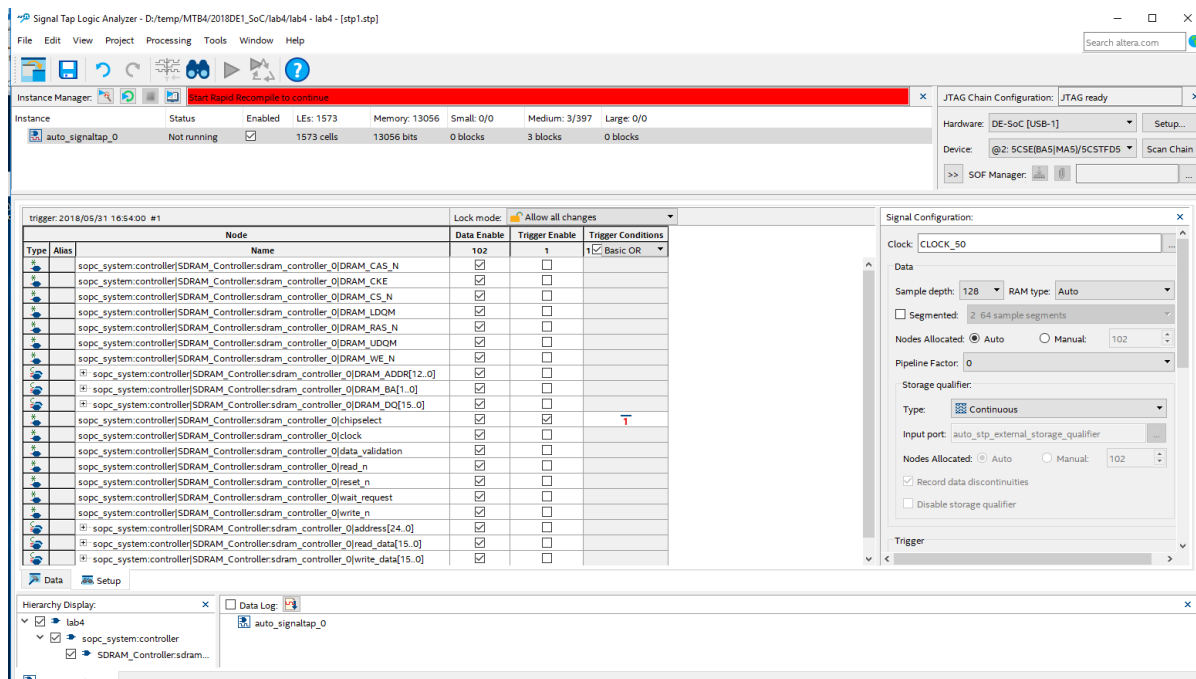 Signal Tap Logic Analyzer - D:/temp/MTB4/2018DE1_SoC/lab4/lab4 - lab4 - [stp1.stp]
File Edit View Project Processing Tools Window Help
Search altera.com
Instance Manager: Start Rapid Recompile to continue
Instance Status Enabled LEs: 1573 Memory: 13056 Small: 0/0 Medium: 3/397 Large: 0/0
auto_signaltap_0 Not running 1573 cells 13056 bits 0 blocks 3 blocks 0 blocks
JTAG Chain Configuration: JTAG ready
Hardware: DE-SoC [USB-1] Setup...
Device: @2: 5CSE(BA5|MA5)/5CSTFD5 Scan Chain
>> SOF Manager: ...
trigger: 2018/05/31 16:54:00 #1 Lock mode: Allow all changes
Node Data Enable Trigger Enable Trigger Conditions
Type Alias Name 102 1 1 Basic OR
sopc_system:controller|SDRAM_Controller:sdram_controller_0|DRAM_CAS_N
sopc_system:controller|SDRAM_Controller:sdram_controller_0|DRAM_CKE
sopc_system:controller|SDRAM_Controller:sdram_controller_0|DRAM_CS_N
sopc_system:controller|SDRAM_Controller:sdram_controller_0|DRAM_LDQM
sopc_system:controller|SDRAM_Controller:sdram_controller_0|DRAM_RAS_N
sopc_system:controller|SDRAM_Controller:sdram_controller_0|DRAM_UDQM
sopc_system:controller|SDRAM_Controller:sdram_controller_0|DRAM_WE_N
sopc_system:controller|SDRAM_Controller:sdram_controller_0|DRAM_ADDR[12..0]
sopc_system:controller|SDRAM_Controller:sdram_controller_0|DRAM_BA[1..0]
sopc_system:controller|SDRAM_Controller:sdram_controller_0|DRAM_DQ[15..0]
sopc_system:controller|SDRAM_Controller:sdram_controller_0|chipselect 1
sopc_system:controller|SDRAM_Controller:sdram_controller_0|clock
sopc_system:controller|SDRAM_Controller:sdram_controller_0|data_validation
sopc_system:controller|SDRAM_Controller:sdram_controller_0|read_n
sopc_system:controller|SDRAM_Controller:sdram_controller_0|reset_n
sopc_system:controller|SDRAM_Controller:sdram_controller_0|wait_request
sopc_system:controller|SDRAM_Controller:sdram_controller_0|write_n
sopc_system:controller|SDRAM_Controller:sdram_controller_0|address[24..0]
sopc_system:controller|SDRAM_Controller:sdram_controller_0|read_data[15..0]
sopc_system:controller|SDRAM_Controller:sdram_controller_0|write_data[15..0]
Data Setup
Signal Configuration:
Clock: CLOCK_50 ...
Data
Sample depth: 128 RAM type: Auto
Segmented: 2 64 sample segments
Nodes Allocated: Auto Manual: 102
Pipeline Factor: 0
Storage qualifier:
Type: Continuous
Input port: auto_stp_external_storage_qualifier ...
Nodes Allocated: Auto Manual: 102
Record data discontinuities
Disable storage qualifier
Trigger
Hierarchy Display:
lab4
sopc_system:controller
SDRAM_Controller:sdram...
Data Log:
auto_signaltap_0